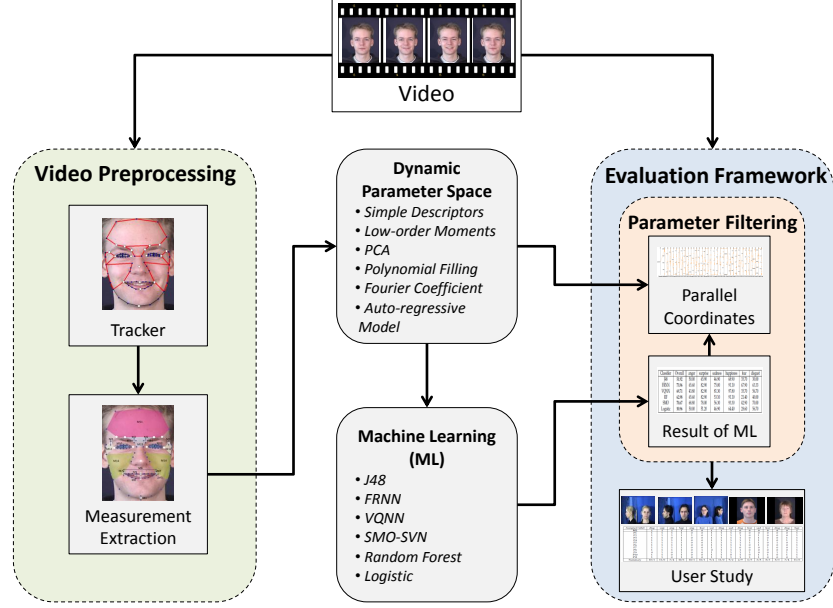 Video
Video Preprocessing
Tracker
Measurement
Extraction
Dynamic
Parameter Space
• Simple Descriptors
• Low-order Moments
• PCA
• Polynomial Filling
• Fourier Coefficient
• Auto-regressive
Model
Machine Learning
(ML)
• J48
• FRNN
• VQNN
• SMO-SVN
• Random Forest
• Logistic
Evaluation Framework
Parameter Filtering
Parallel
Coordinates
Result of ML
User Study